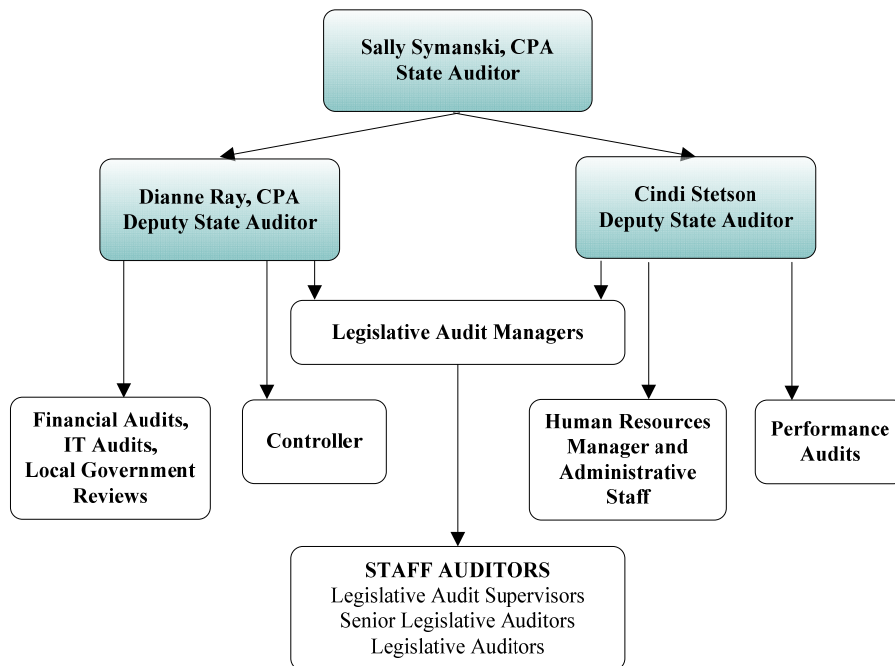 Sally Symanski, CPA
State Auditor
Dianne Ray, CPA
Deputy State Auditor
Cindi Stetson
Deputy State Auditor
Legislative Audit Managers
Financial Audits,
IT Audits,
Local Government
Reviews
Controller
Human Resources
Manager and
Administrative
Staff
Performance
Audits
STAFF AUDITORS
Legislative Audit Supervisors
Senior Legislative Auditors
Legislative Auditors